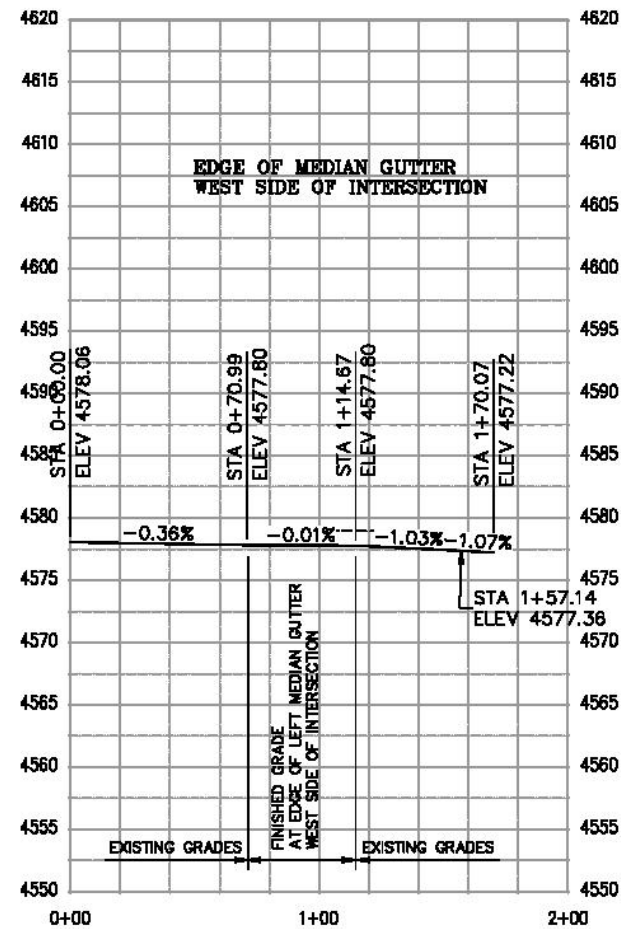 4620 4620
4615 4615
4610 4610
EDGE OF MEDIAN GUTTER
WEST SIDE OF INTERSECTION
4605 4605
4600 4600
4595 4595
STA 0+00.00
ELEV 4578.06
STA 0+70.99
ELEV 4577.80
STA 1+14.67
ELEV 4577.80
STA 1+70.07
ELEV 4577.22
4590 4590
4585 4585
4580 4580
-0.36% -0.01% -1.03% -1.07%
4575 4575
STA 1+57.14
ELEV 4577.36
4570 4570
FINISHED GRADE
AT EDGE OF LEFT MEDIAN GUTTER
WEST SIDE OF INTERSECTION
4565 4565
4560 4560
4555 4555
EXISTING GRADES EXISTING GRADES
4550 4550
0+00 1+00 2+00